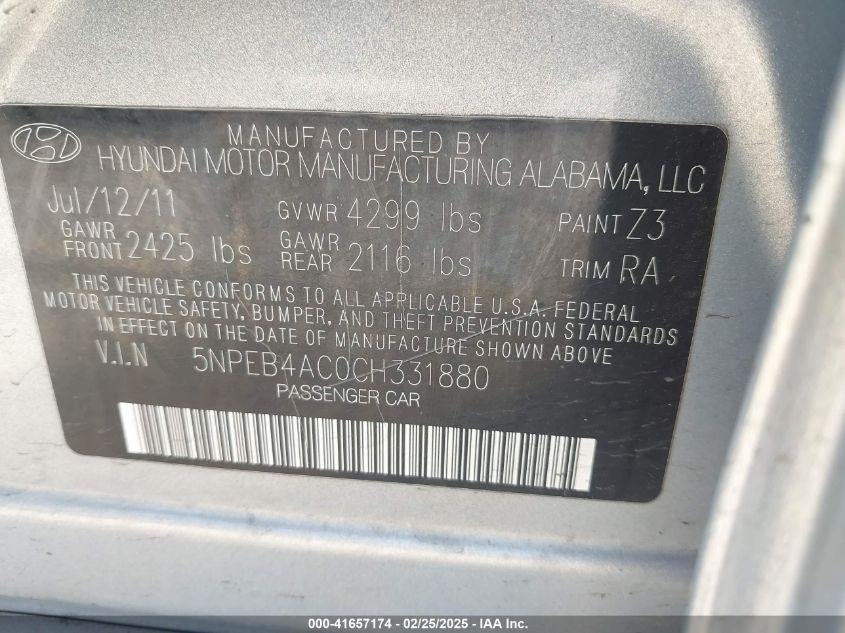 MANUFACTURED BY
HYUNDAI MOTOR MANUFACTURING ALABAMA, LLC
Jul/12/11 GVWR 4299 lbs PAINT Z3
GAWR FRONT 2425 lbs GAWR REAR 2116 lbs TRIM RA
THIS VEHICLE CONFORMS TO ALL APPLICABLE U.S.A. FEDERAL
MOTOR VEHICLE SAFETY, BUMPER, AND THEFT PREVENTION STANDARDS
IN EFFECT ON THE DATE OF MANUFACTURE SHOWN ABOVE.
V.I.N 5NPEB4AC0CH331880
PASSENGER CAR
000-41657174 - 02/25/2025 - IAAI.COM